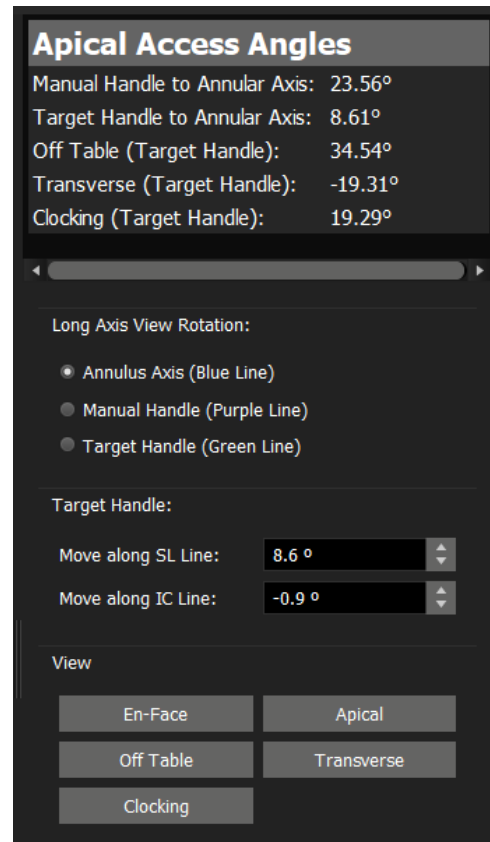 Apical Access Angles
Manual Handle to Annular Axis: 23.56º
Target Handle to Annular Axis: 8.61º
Off Table (Target Handle): 34.54º
Transverse (Target Handle): -19.31º
Clocking (Target Handle): 19.29º
Long Axis View Rotation:
Annulus Axis (Blue Line)
Manual Handle (Purple Line)
Target Handle (Green Line)
Target Handle:
Move along SL Line: 8.6 º
Move along IC Line: -0.9 º
View
En-Face Apical
Off Table Transverse
Clocking